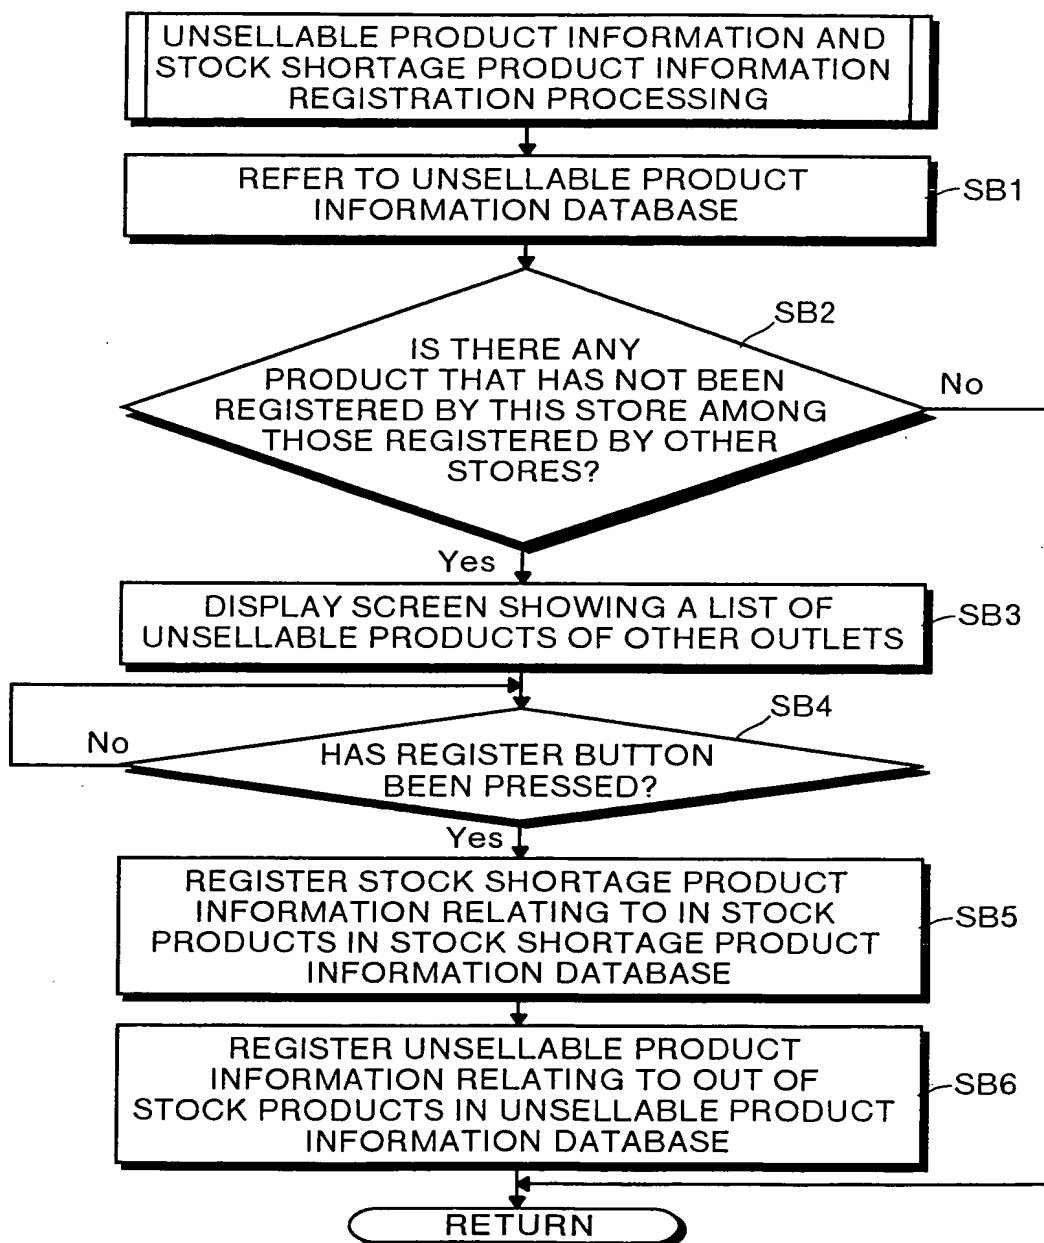 UNSELLABLE PRODUCT INFORMATION AND
STOCK SHORTAGE PRODUCT INFORMATION
REGISTRATION PROCESSING
REFER TO UNSELLABLE PRODUCT
INFORMATION DATABASE
SB1
SB2
IS THERE ANY
PRODUCT THAT HAS NOT BEEN
REGISTERED BY THIS STORE AMONG
THOSE REGISTERED BY OTHER
STORES?
No
Yes
DISPLAY SCREEN SHOWING A LIST OF
UNSELLABLE PRODUCTS OF OTHER OUTLETS
SB3
SB4
No
HAS REGISTER BUTTON
BEEN PRESSED?
Yes
REGISTER STOCK SHORTAGE PRODUCT
INFORMATION RELATING TO IN STOCK
PRODUCTS IN STOCK SHORTAGE PRODUCT
INFORMATION DATABASE
SB5
REGISTER UNSELLABLE PRODUCT
INFORMATION RELATING TO OUT OF
STOCK PRODUCTS IN UNSELLABLE PRODUCT
INFORMATION DATABASE
SB6
RETURN